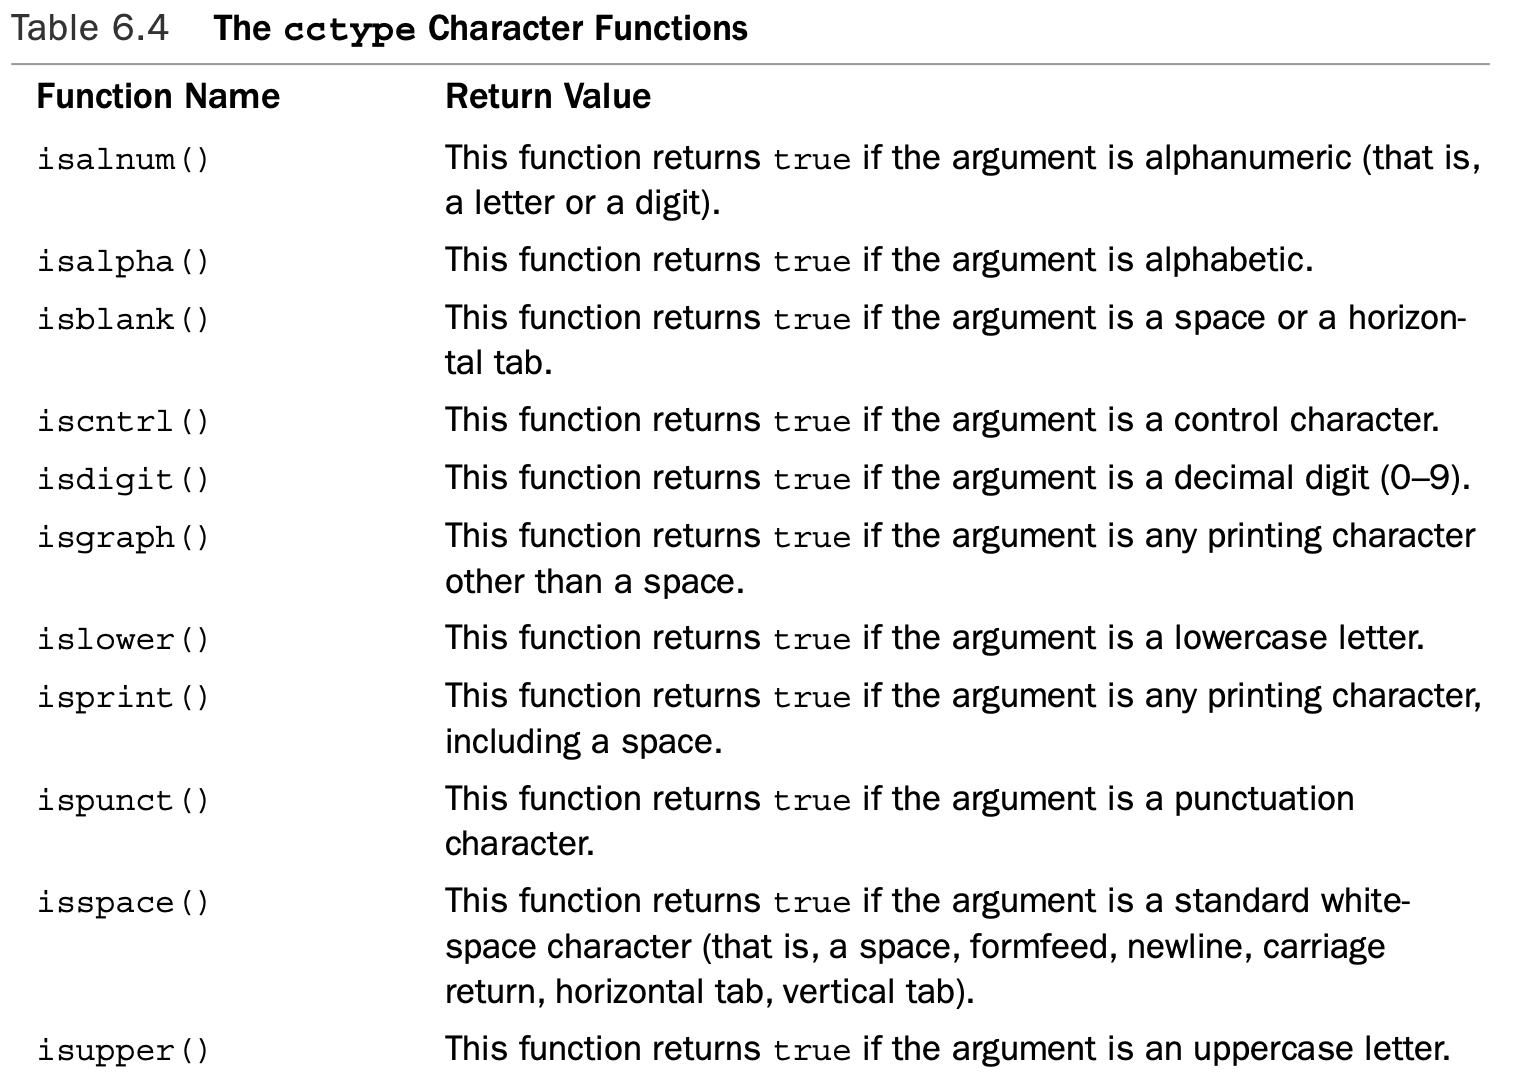 Table 6.4 The cctype Character Functions
Function Name Return Value
isalnum() This function returns true if the argument is alphanumeric (that is,
a letter or a digit).
isalpha() This function returns true if the argument is alphabetic.
isblank() This function returns true if the argument is a space or a horizon-
tal tab.
iscntrl() This function returns true if the argument is a control character.
isdigit() This function returns true if the argument is a decimal digit (0–9).
isgraph() This function returns true if the argument is any printing character
other than a space.
islower() This function returns true if the argument is a lowercase letter.
isprint() This function returns true if the argument is any printing character,
including a space.
ispunct() This function returns true if the argument is a punctuation
character.
isspace() This function returns true if the argument is a standard white-
space character (that is, a space, formfeed, newline, carriage
return, horizontal tab, vertical tab).
isupper() This function returns true if the argument is an uppercase letter.